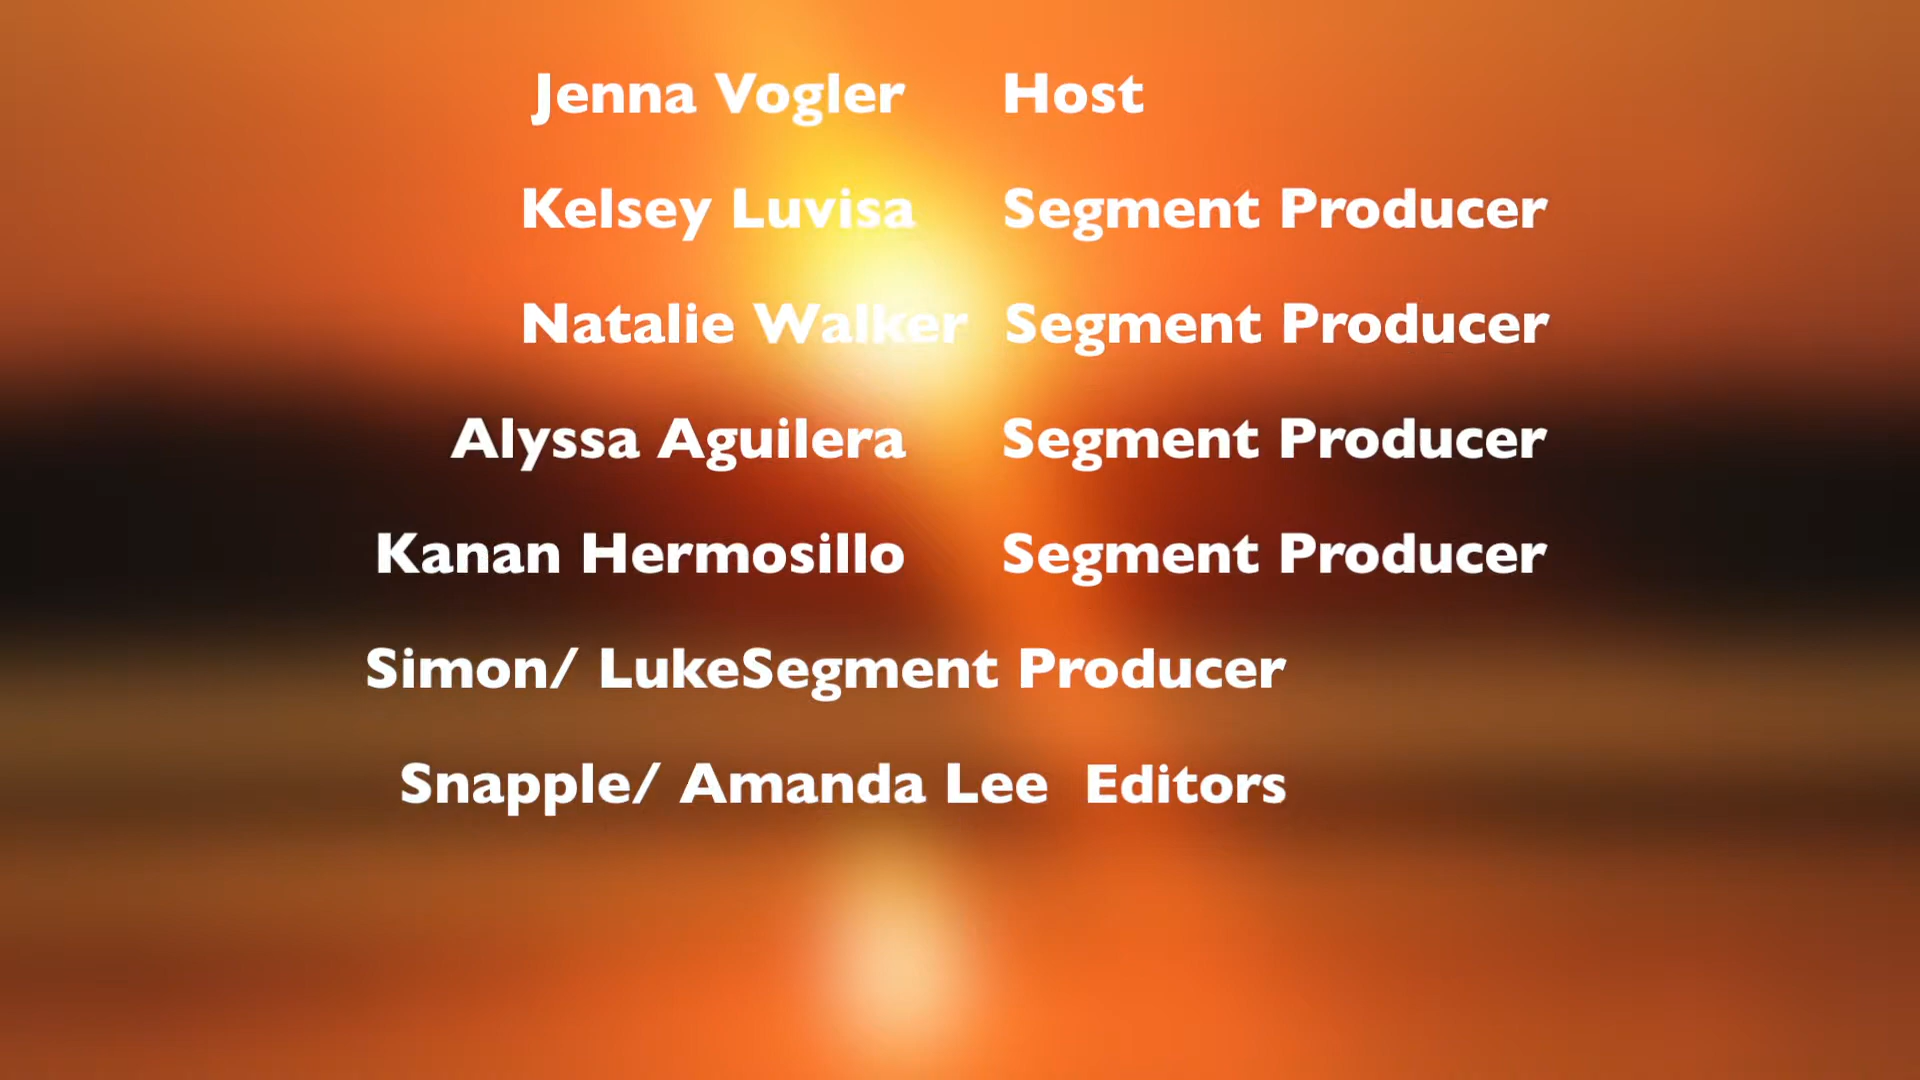 Jenna Vogler Host
Kelsey Luvisa Segment Producer
Natalie Walker Segment Producer
Alyssa Aguilera Segment Producer
Kanan Hermosillo Segment Producer
Simon/ LukeSegment Producer
Snapple/ Amanda Lee Editors